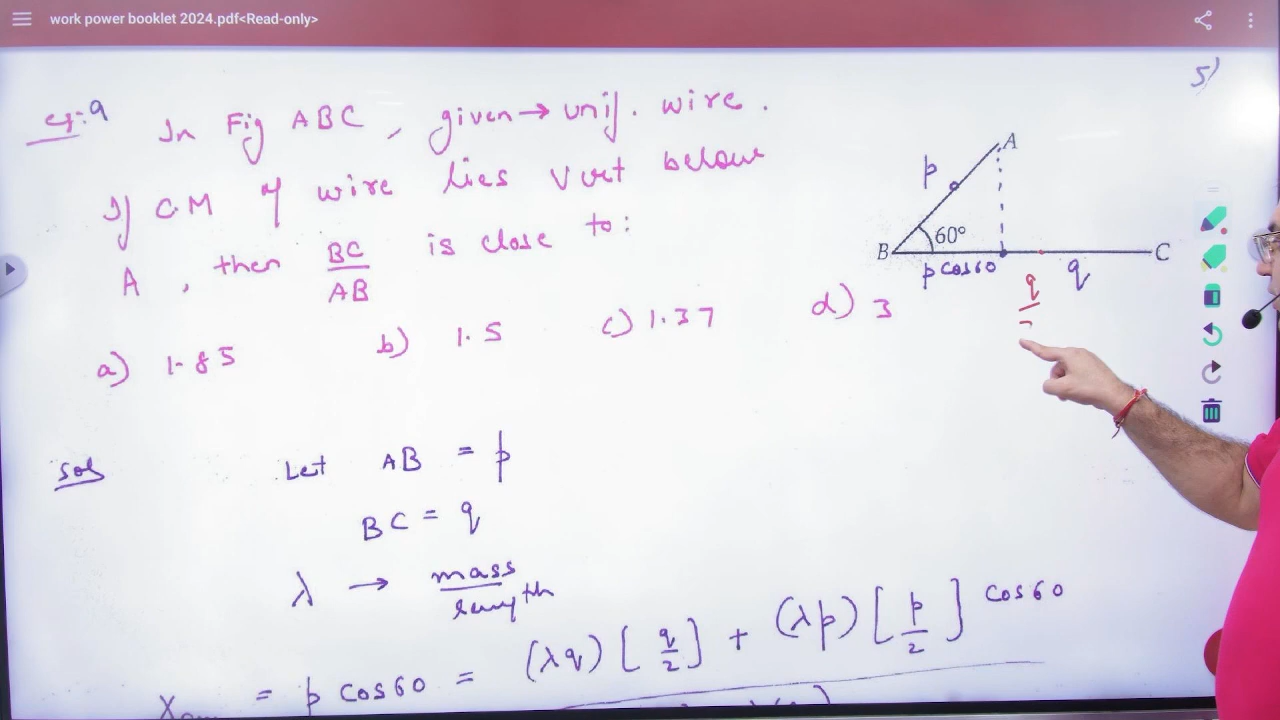 work power booklet 2024.pdf<Read-only>
5)
eg:9 In Fig ABC, given → unif. wire.
If CM of wire lies vert below
A, then BC/AB is close to:
a) 1.85 b) 1.5 c) 1.37 d) 3
A
p
60°
B
C
p cos60
q
q
Sol Let AB = p
BC = q
λ → mass/length
= p cos60 = (λq)[q/2] + (λp)[p/2] cos60